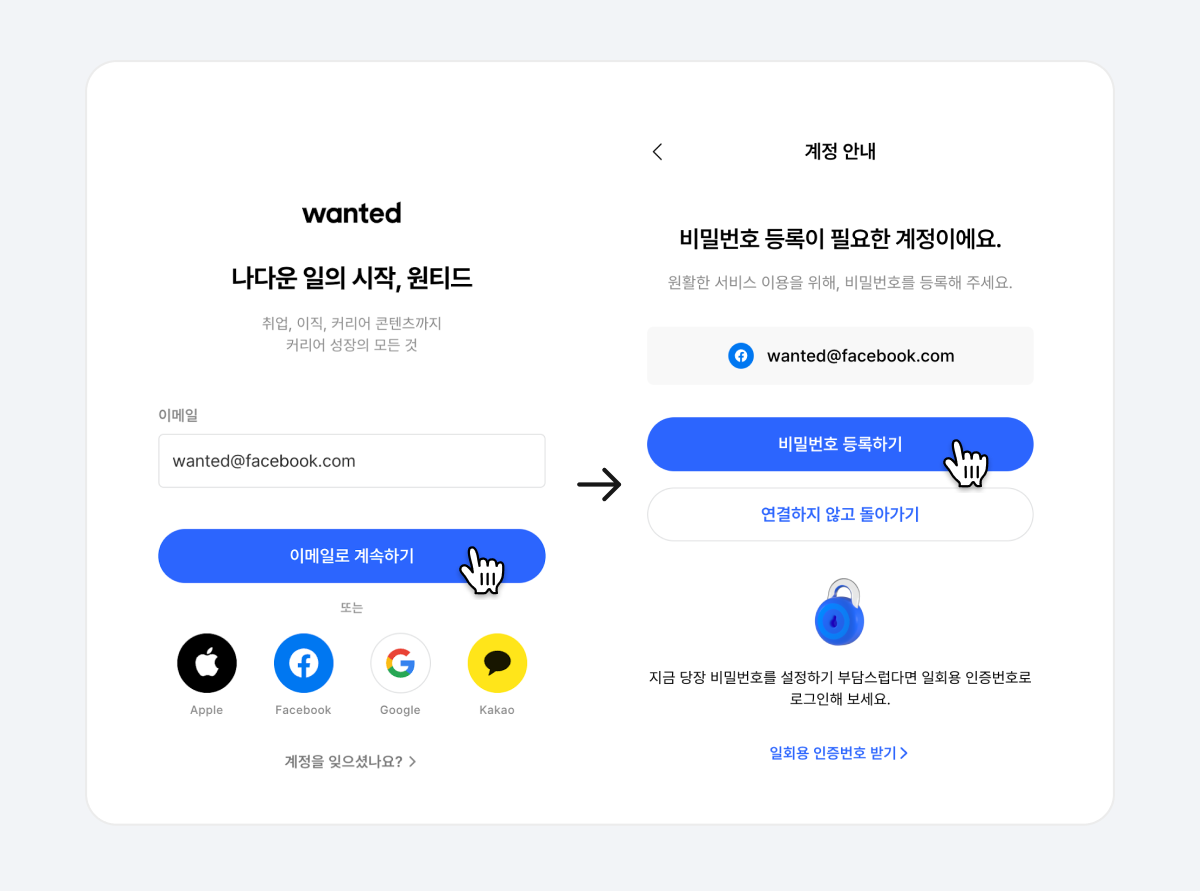 wanted
나다운 일의 시작, 원티드
취업, 이직, 커리어 콘텐츠까지
커리어 성장의 모든 것
이메일
wanted@facebook.com
이메일로 계속하기
또는
Apple
Facebook
Google
Kakao
계정을 잊으셨나요?
계정 안내
비밀번호 등록이 필요한 계정이에요.
원활한 서비스 이용을 위해, 비밀번호를 등록해 주세요.
wanted@facebook.com
비밀번호 등록하기
연결하지 않고 돌아가기
지금 당장 비밀번호를 설정하기 부담스럽다면 일회용 인증번호로
로그인해 보세요.
일회용 인증번호 받기